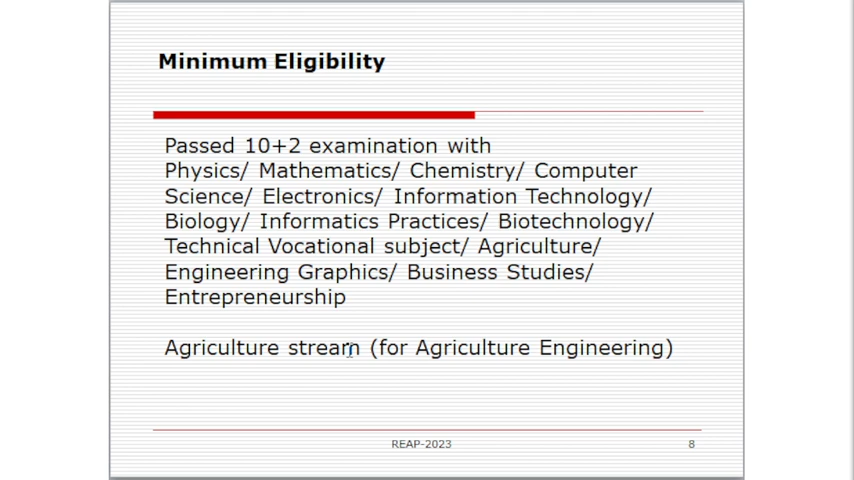 Minimum Eligibility
Passed 10+2 examination with
Physics/ Mathematics/ Chemistry/ Computer
Science/ Electronics/ Information Technology/
Biology/ Informatics Practices/ Biotechnology/
Technical Vocational subject/ Agriculture/
Engineering Graphics/ Business Studies/
Entrepreneurship
Agriculture stream (for Agriculture Engineering)
REAP-2023 8